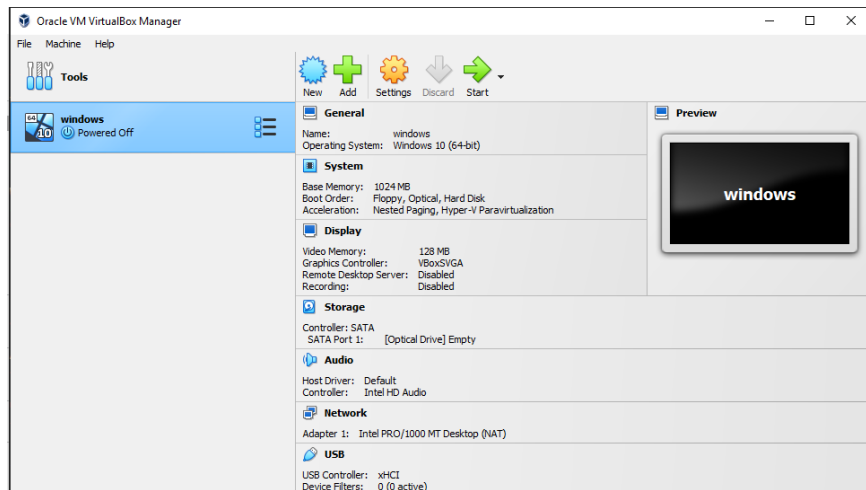 Oracle VM VirtualBox Manager
File Machine Help
Tools
New Add Settings Discard Start
64
10
windows
Powered Off
General
Name: windows
Operating System: Windows 10 (64-bit)
System
Base Memory: 1024 MB
Boot Order: Floppy, Optical, Hard Disk
Acceleration: Nested Paging, Hyper-V Paravirtualization
Display
Video Memory: 128 MB
Graphics Controller: VBoxSVGA
Remote Desktop Server: Disabled
Recording: Disabled
Storage
Controller: SATA
SATA Port 1: [Optical Drive] Empty
Audio
Host Driver: Default
Controller: Intel HD Audio
Network
Adapter 1: Intel PRO/1000 MT Desktop (NAT)
USB
USB Controller: xHCI
Device Filters: 0 (0 active)
Preview
windows